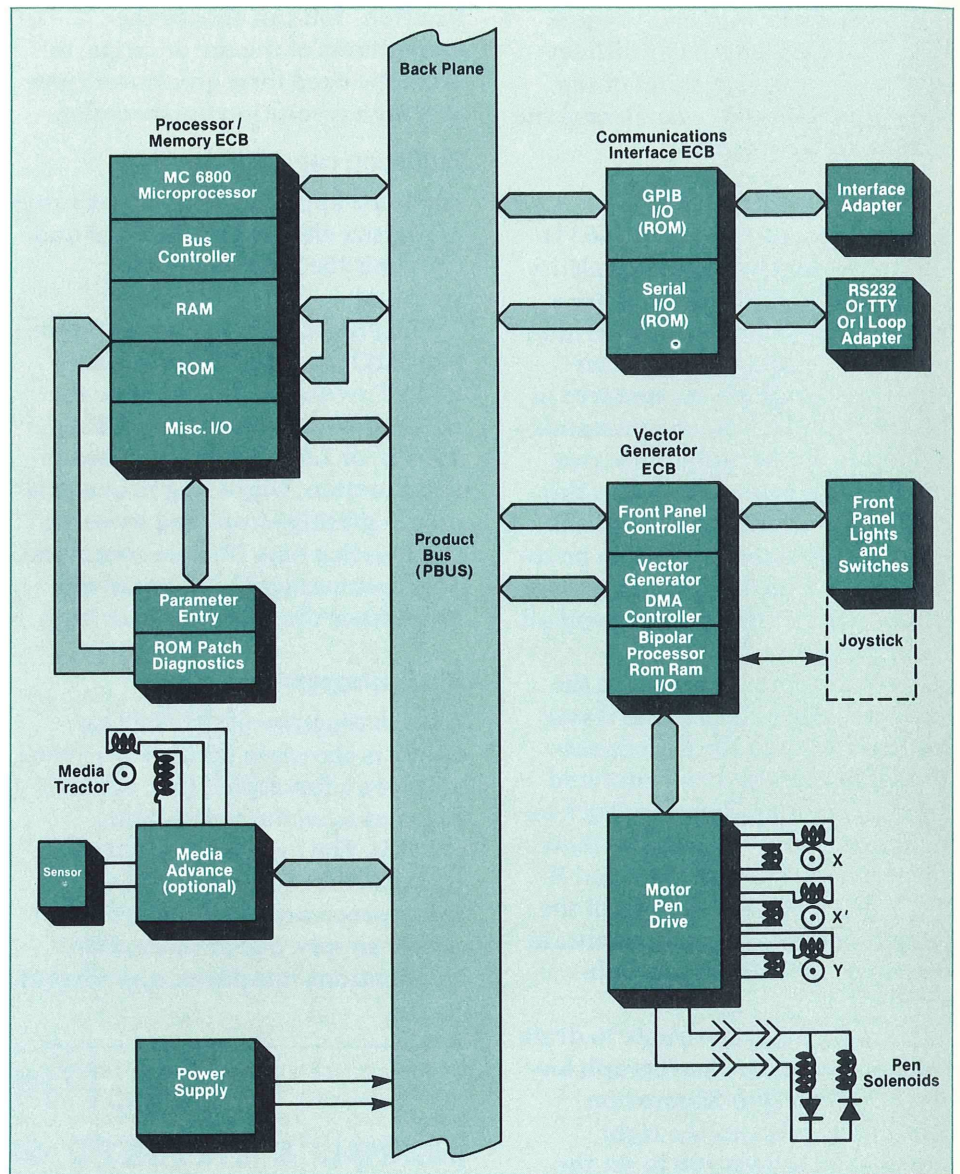 Back Plane
Processor /
Memory ECB
MC 6800
Microprocessor
Bus
Controller
RAM
ROM
Misc. I/O
Parameter
Entry
ROM Patch
Diagnostics
Media
Tractor
Sensor
Media
Advance
(optional)
Power
Supply
Product
Bus
(PBUS)
Communications
Interface ECB
GPIB
I/O
(ROM)
Serial
I/O
(ROM)
Interface
Adapter
RS232
Or TTY
Or I Loop
Adapter
Vector
Generator
ECB
Front Panel
Controller
Vector
Generator
DMA
Controller
Bipolar
Processor
Rom Ram
I/O
Front
Panel
Lights
and
Switches
Joystick
Motor
Pen
Drive
X
X'
Y
Pen
Solenoids